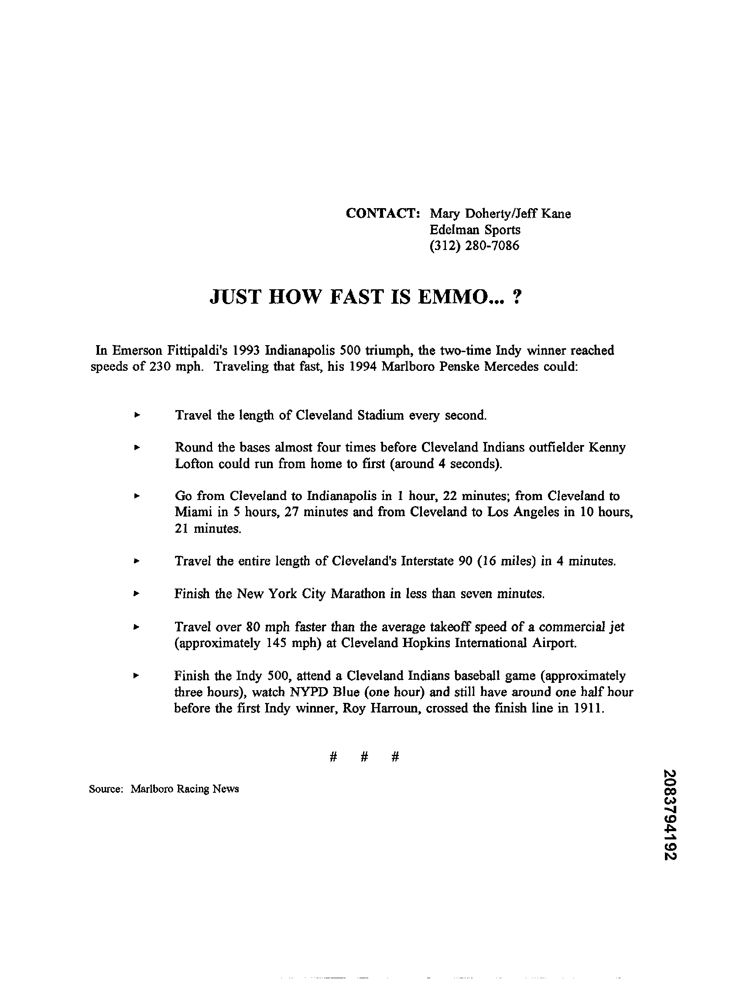 CONTACT: Mary Doherty/Jeff Kane
Edelman Sports
(312) 280-7086
JUST HOW FAST IS EMMO... ?
In Emerson Fittipaldi's 1993 Indianapolis 500 triumph, the two-time Indy winner reached
speeds of 230 mph. Traveling that fast, his 1994 Marlboro Penske Mercedes could:
► Travel the length of Cleveland Stadium every second.
► Round the bases almost four times before Cleveland Indians outfielder Kenny
Lofton could run from home to first (around 4 seconds).
► Go from Cleveland to Indianapolis in 1 hour, 22 minutes; from Cleveland to
Miami in 5 hours, 27 minutes and from Cleveland to Los Angeles in 10 hours,
21 minutes.
► Travel the entire length of Cleveland's Interstate 90 (16 miles) in 4 minutes.
► Finish the New York City Marathon in less than seven minutes.
► Travel over 80 mph faster than the average takeoff speed of a commercial jet
(approximately 145 mph) at Cleveland Hopkins International Airport.
► Finish the Indy 500, attend a Cleveland Indians baseball game (approximately
three hours), watch NYPD Blue (one hour) and still have around one half hour
before the first Indy winner, Roy Harroun, crossed the finish line in 1911.
# # #
Source: Marlboro Racing News
2083794192